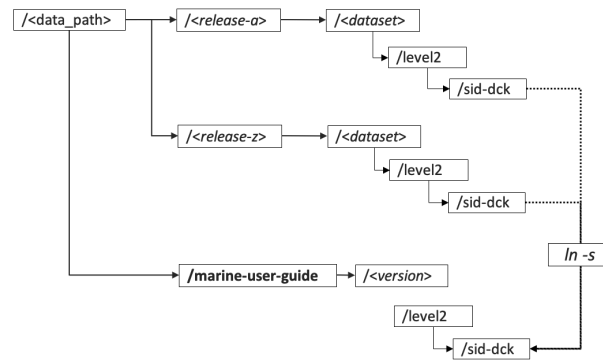 /<data_path>
/<release-a>
/<dataset>
/level2
/sid-dck
/<release-z>
/<dataset>
/level2
/sid-dck
ln -s
/marine-user-guide
/<version>
/level2
/sid-dck